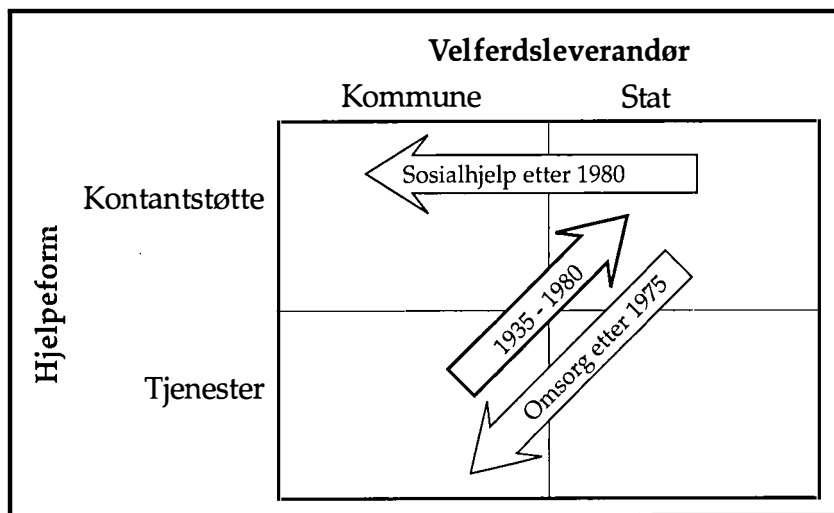 Velferdsleverandør
Kommune Stat
Sosialhjelp etter 1980
Kontantstøtte
1935 - 1980
Omsorg etter 1975
Hjelpeform
Tjenester